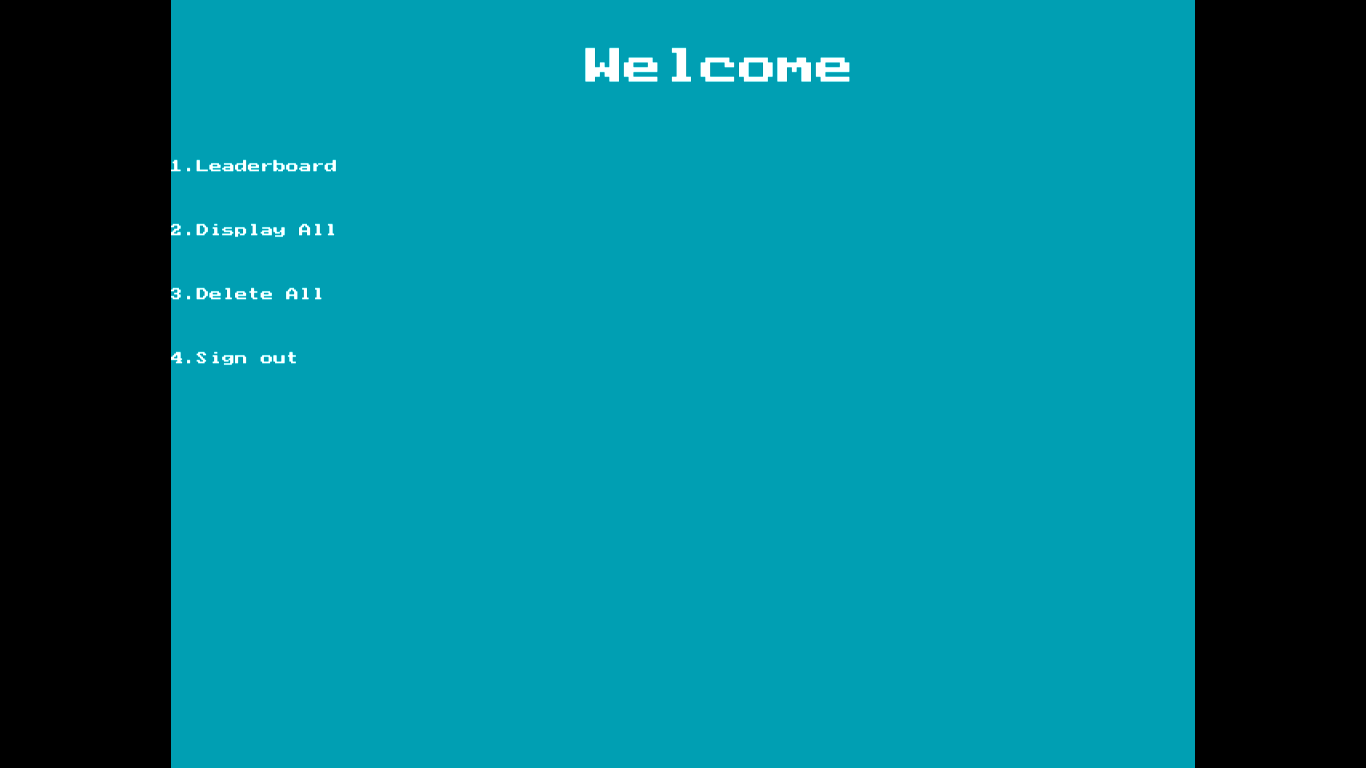 Welcome
1.Leaderboard
2.Display All
3.Delete All
4.Sign out